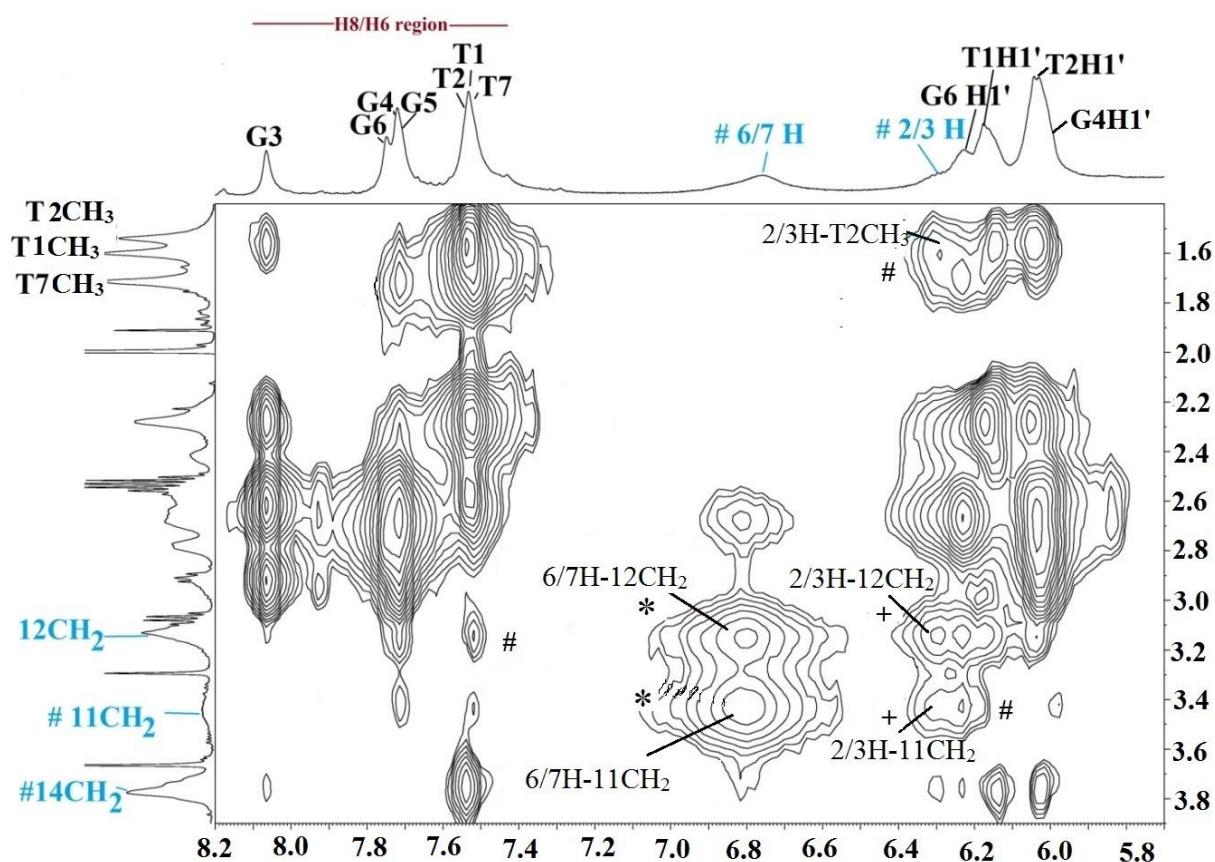 H8/H6 region
T1
T2
T7
T1H1'
T2H1'
G6 H1'
G4
G5
G3
G6
# 6/7 H
# 2/3 H
G4H1'
T2CH₃
T1CH₃
T7CH₃
2/3H-T2CH₃
#
1.6
1.8
2.0
2.2
2.4
2.6
2.8
3.0
3.2
3.4
3.6
3.8
6/7H-12CH₂
2/3H-12CH₂
*
+
12CH₂
#
*
+
#
# 11CH₂
6/7H-11CH₂
2/3H-11CH₂
#14CH₂
8.2 8.0 7.8 7.6 7.4 7.2 7.0 6.8 6.6 6.4 6.2 6.0 5.8